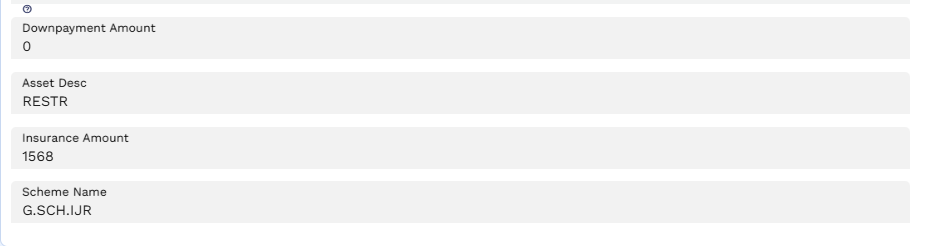 Downpayment Amount
0
Asset Desc
RESTR
Insurance Amount
1568
Scheme Name
G.SCH.IJR